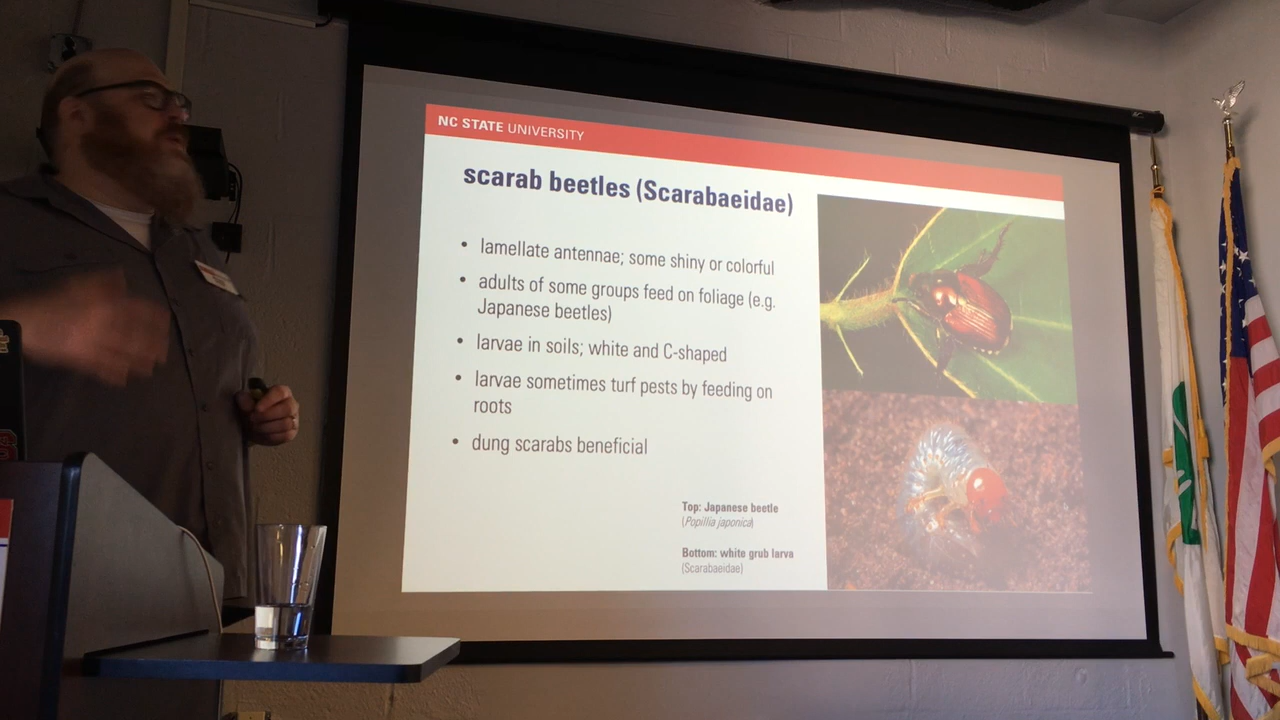 NC STATE UNIVERSITY
scarab beetles (Scarabaeidae)
• lamellate antennae; some shiny or colorful
• adults of some groups feed on foliage (e.g.
Japanese beetles)
• larvae in soils; white and C-shaped
• larvae sometimes turf pests by feeding on
roots
• dung scarabs beneficial
Top: Japanese beetle
(Popillia japonica)
Bottom: white grub larva
(Scarabaeidae)